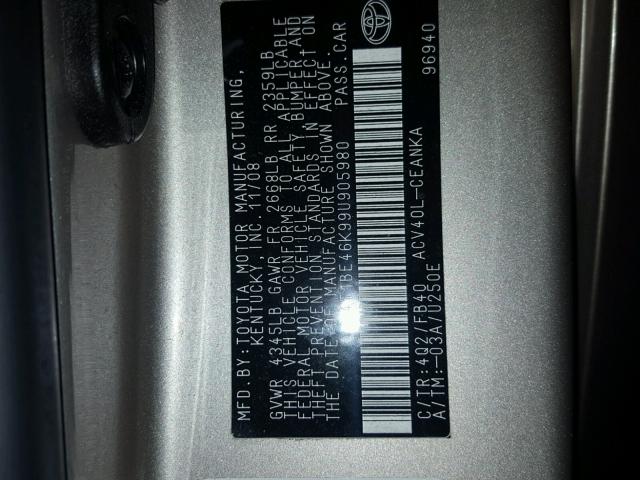 MFD.BY:TOYOTA MOTOR MANUFACTURING,
KENTUCKY, INC. 11/08
GVWR 4345LB GAWR FR 2668LB RR 2359LB
THIS VEHICLE CONFORMS TO ALL APPLICABLE
FEDERAL MOTOR VEHICLE SAFETY BUMPER AND
THEFT PREVENTION STANDARDS IN EFFECT ON
THE DATE OF MANUFACTURE SHOWN ABOVE.
BE46K99U905980 PASS.CAR
C/TR:4Q2/FB40 ACV40L-CEANKA
A/TM:-03A/U250E 96940